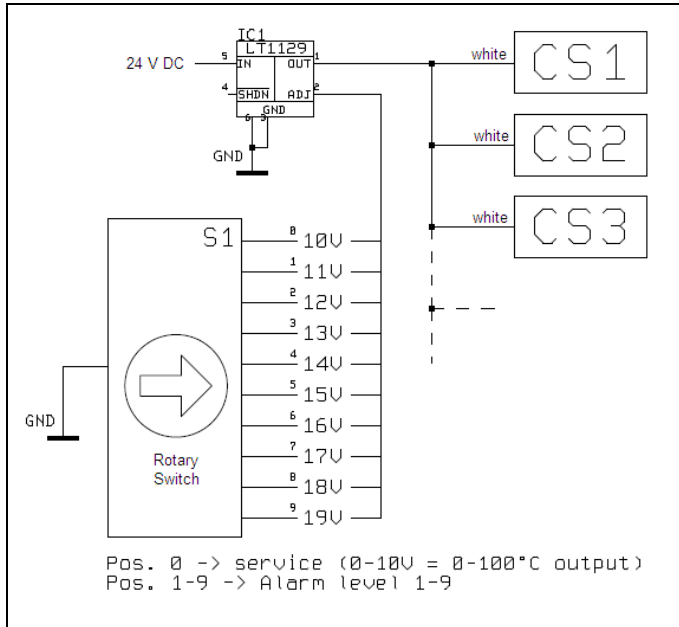 IC1
LT1129
24 V DC
5
IN
OUT
1
4
SHDN
ADJ
2
GND
6
3
GND
white
CS1
white
CS2
white
CS3
S1
0
10V
1
11V
2
12V
3
13V
4
14V
5
15V
6
16V
7
17V
8
18V
9
19V
GND
Rotary
Switch
Pos. 0 -> service (0-10V = 0-100°C output)
Pos. 1-9 -> Alarm level 1-9